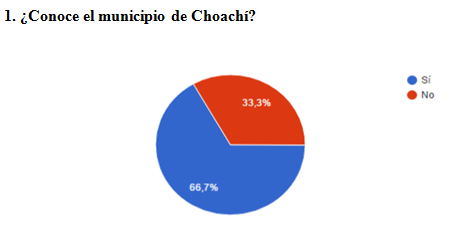 1. ¿Conoce el municipio de Choachí?
Sí
No
33,3%
66,7%